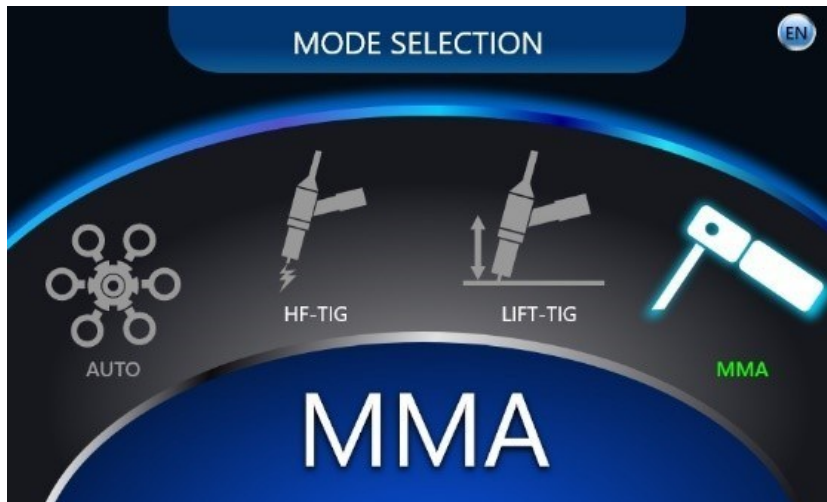 MODE SELECTION
EN
HF-TIG
LIFT-TIG
AUTO
MMA
MMA